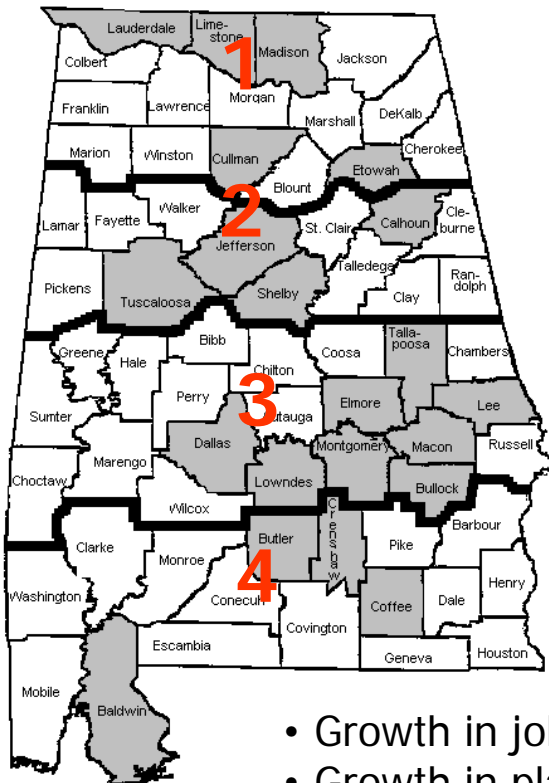 Lauderdale
Lime-
stone
Madison
Jackson
Colbert
1
Franklin
Lawrence
Morgan
Marshall
DeKalb
Marion
Winston
Cullman
Cherokee
Etowah
Blount
2
Lamar
Fayette
Walker
Jefferson
St. Clair
Calhoun
Cle-
burne
Talledega
Pickens
Tuscaloosa
Shelby
Clay
Ran-
dolph
Greene
Hale
Bibb
Chilton
Coosa
Talla-
poosa
Chambers
Sumter
Perry
3
utauga
Elmore
Lee
Dallas
Montgomery
Macon
Russell
Choctaw
Marengo
Lowndes
Bullock
Wilcox
Clarke
Monroe
Butler
Crenshaw
Pike
Barbour
4
Washington
Conecuh
Covington
Coffee
Dale
Henry
Escambia
Geneva
Houston
Mobile
Baldwin
• Growth in jo